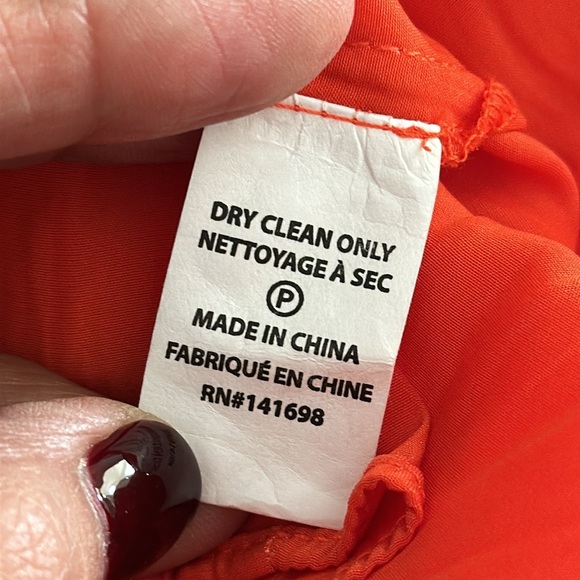 DRY CLEAN ONLY
NETTOYAGE À SEC
P
MADE IN CHINA
FABRIQUÉ EN CHINE
RN#141698